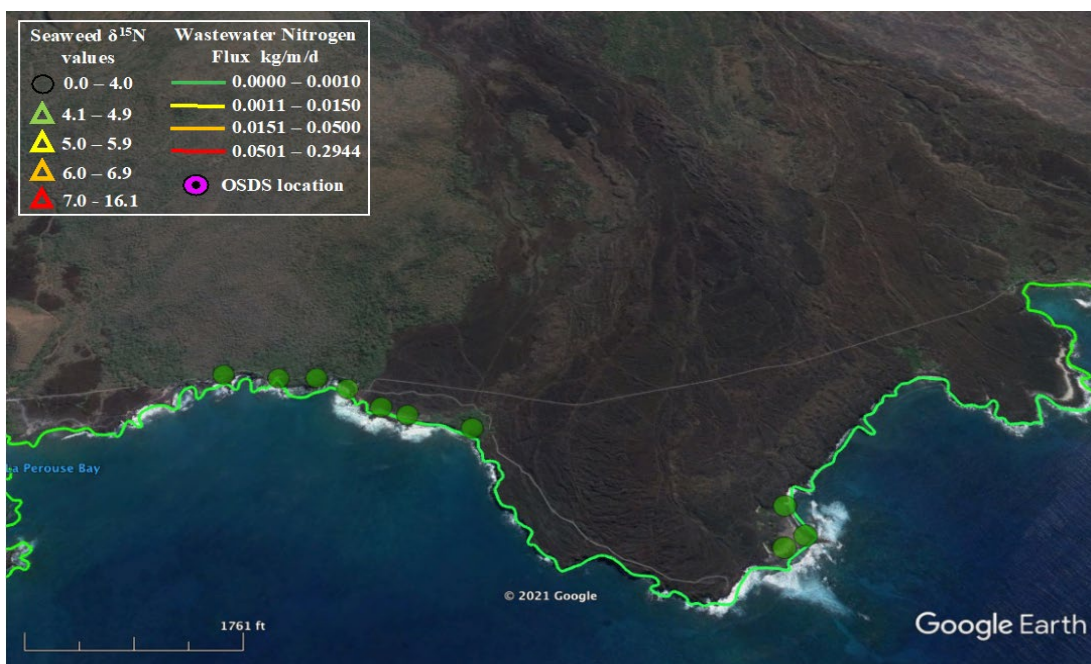 Seaweed δ¹⁵N
values
0.0 – 4.0
4.1 – 4.9
5.0 – 5.9
6.0 – 6.9
7.0 - 16.1
Wastewater Nitrogen
Flux kg/m/d
0.0000 – 0.0010
0.0011 – 0.0150
0.0151 – 0.0500
0.0501 – 0.2944
OSDS location
a Perouse Bay
© 2021 Google
1761 ft
Google Earth